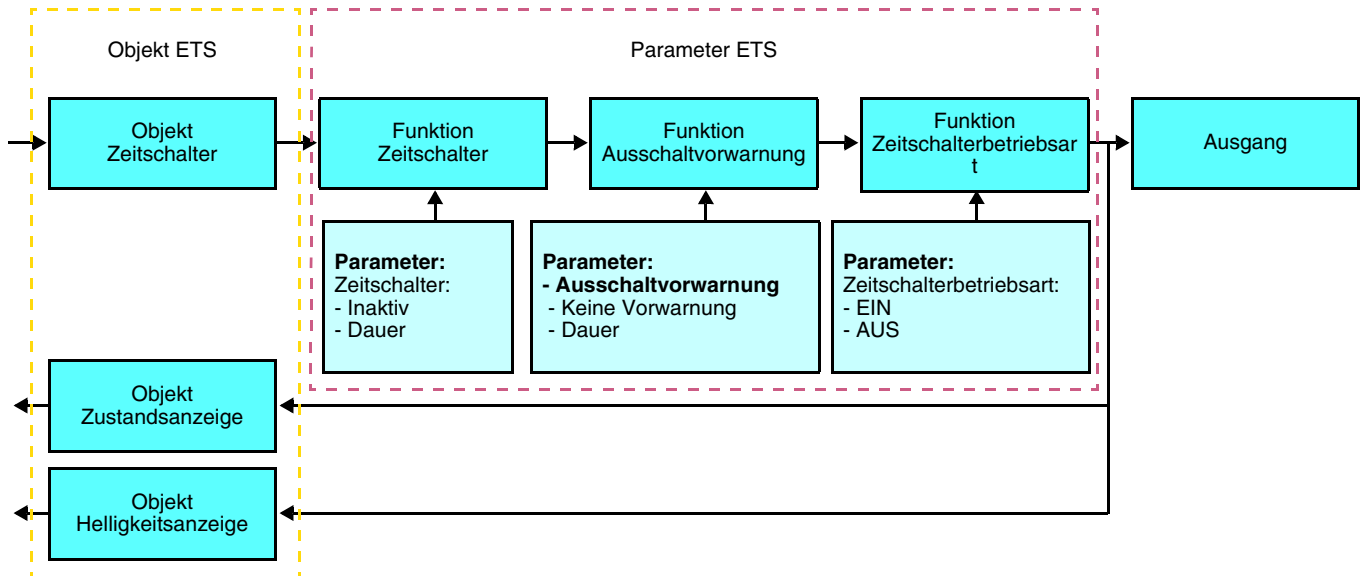 Objekt ETS
Parameter ETS
Objekt
Zeitschalter
Funktion
Zeitschalter
Funktion
Ausschaltvorwarnung
Funktion
Zeitschalterbetriebsar
t
Ausgang
Parameter:
Zeitschalter:
- Inaktiv
- Dauer
Parameter:
- Ausschaltvorwarnung
- Keine Vorwarnung
- Dauer
Parameter:
Zeitschalterbetriebsart:
- EIN
- AUS
Objekt
Zustandsanzeige
Objekt
Helligkeitsanzeige